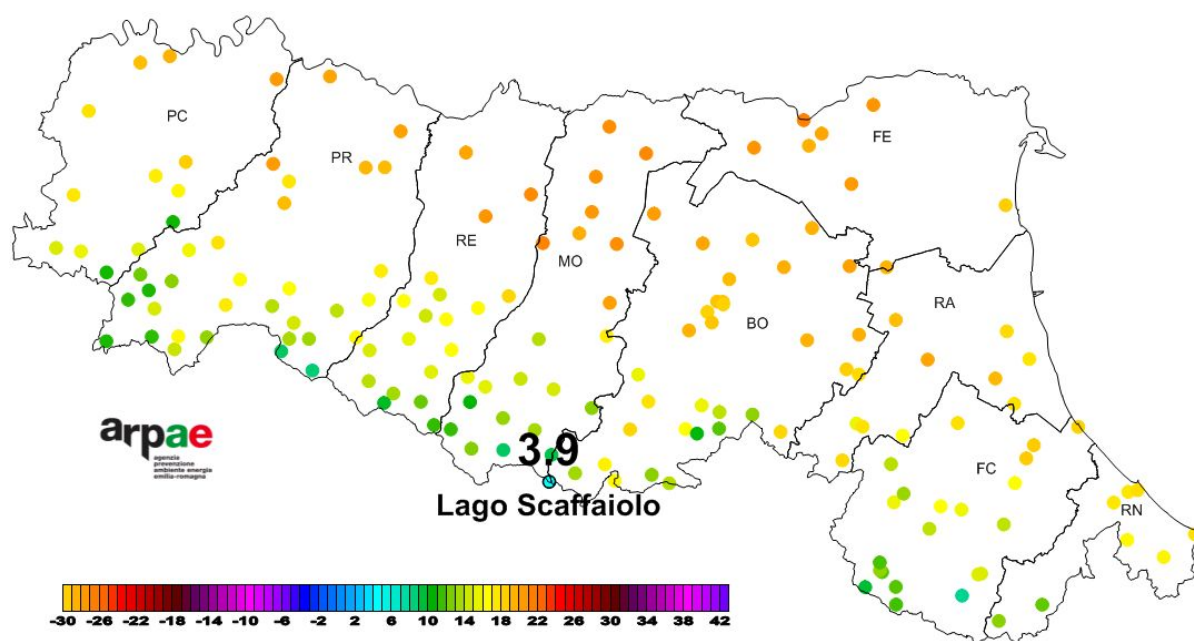 PC
PR
RE
MO
FE
BO
RA
FC
RN
arpae
agenzia
prevenzione
ambiente energia
emilia-romagna
3.9
Lago Scaffaiolo
-30 -26 -22 -18 -14 -10 -6 -2 2 6 10 14 18 22 26 30 34 38 42